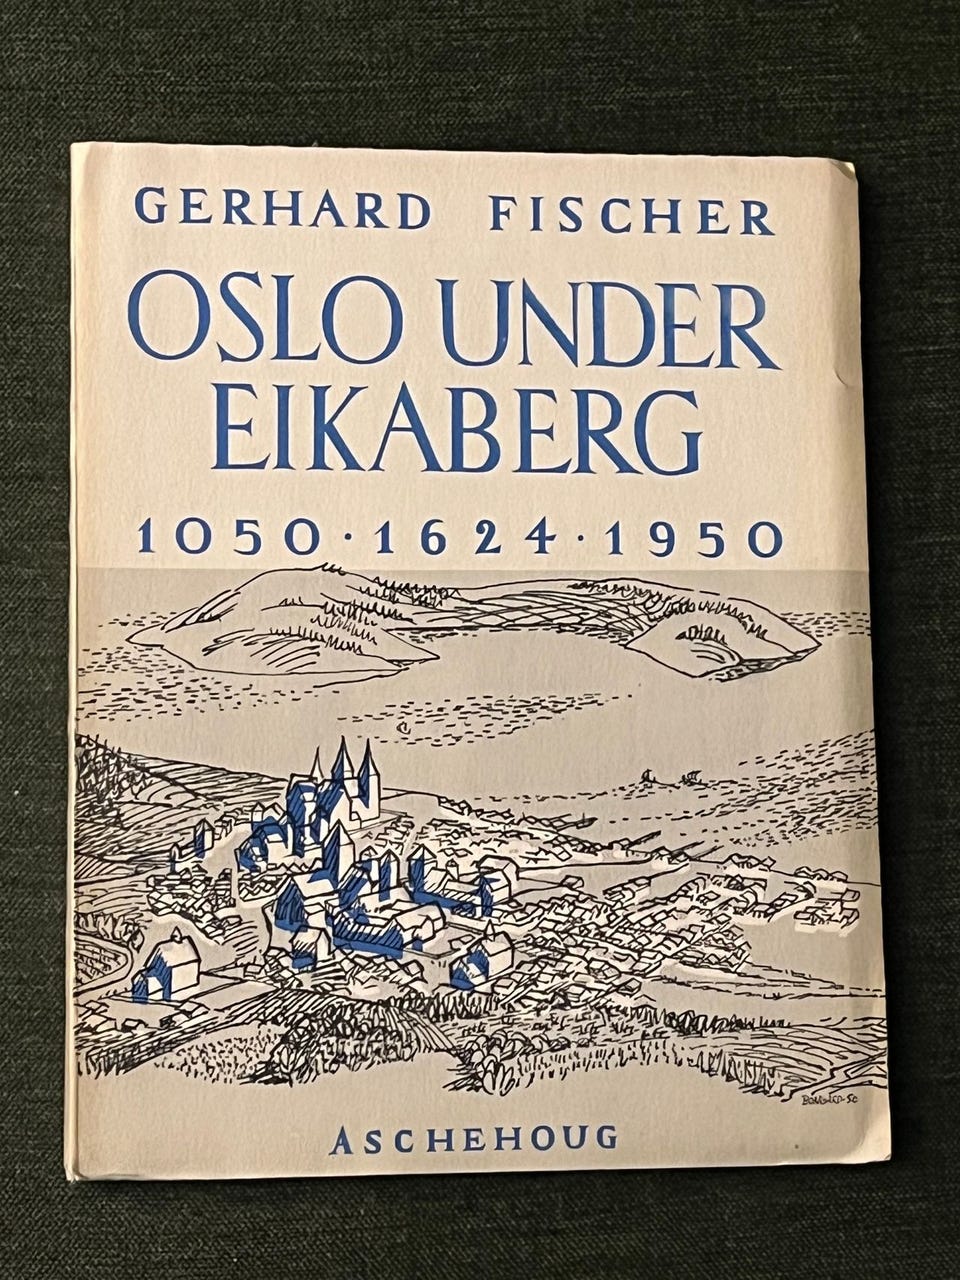 GERHARD FISCHER
OSLO UNDER
EIKABERG
1050 · 1624 · 1950
ASCHEHOUG